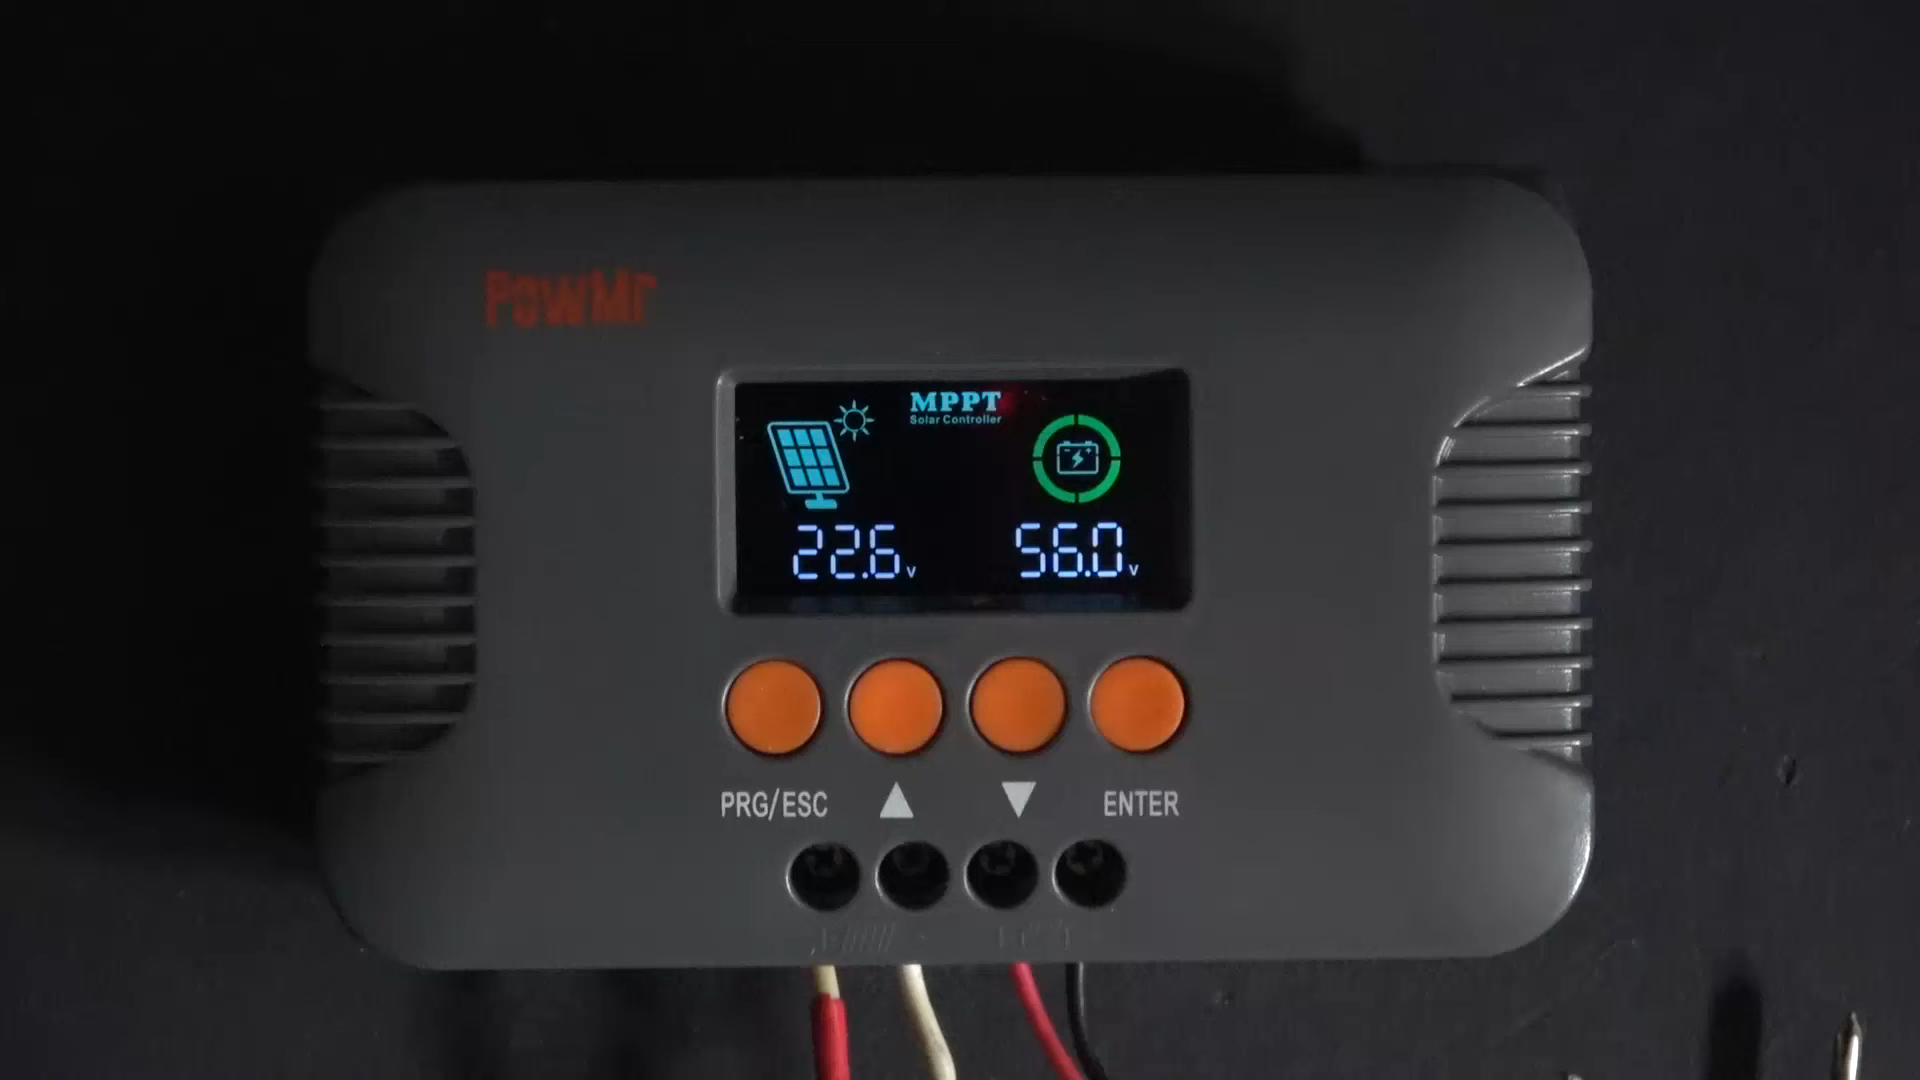 PowMr
MPPT
Solar Controller
22.6v
56.0v
PRG/ESC ▲ ▼ ENTER